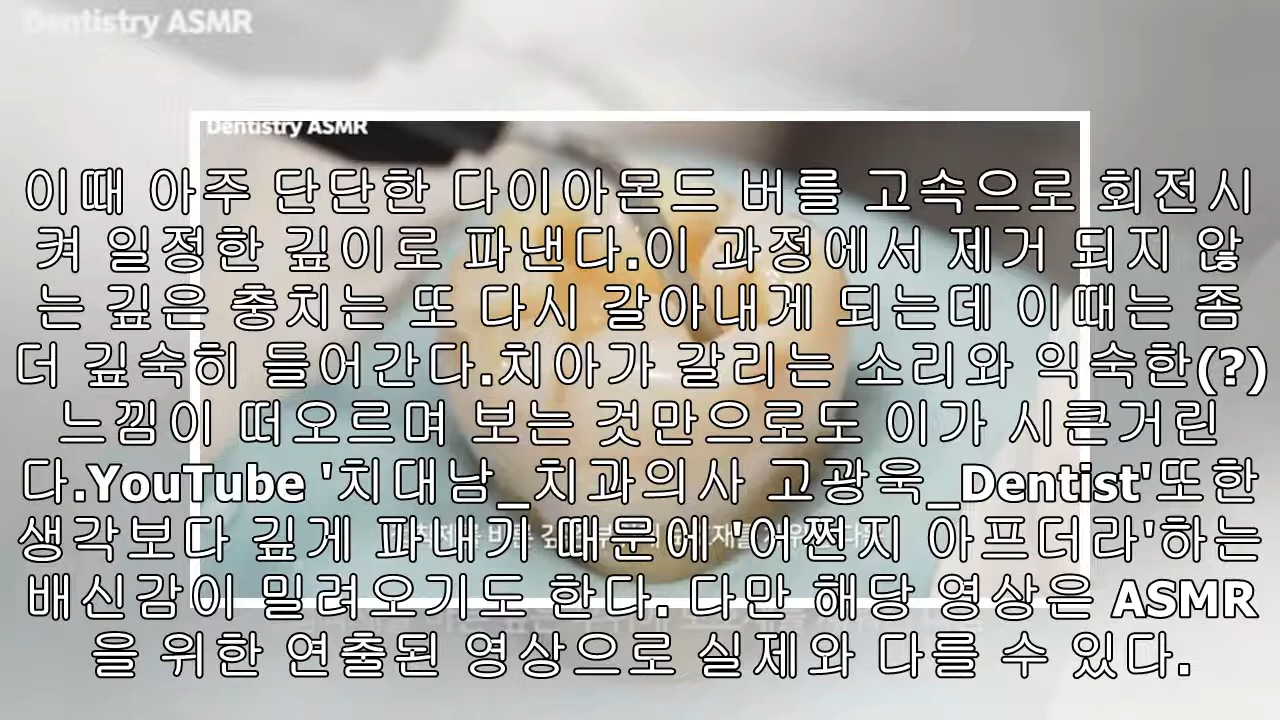 Dentistry ASMR
Dentistry ASMR
이때 아주 단단한 다이아몬드 버를 고속으로 회전시
켜 일정한 깊이로 파낸다.이 과정에서 제거 되지 않
는 깊은 충치는 또 다시 갈아내게 되는데 이때는 좀
더 깊숙히 들어간다.치아가 갈리는 소리와 익숙한(?)
느낌이 떠오르며 보는 것만으로도 이가 시큰거린
다.YouTube '치대남_ 치과의사 고광욱_Dentist'또한
생각보다 깊게 파내기 때문에 '어쩐지 아프더라'하는
배신감이 밀려오기도 한다. 다만 해당 영상은 ASMR
을 위한 연출된 영상으로 실제와 다를 수 있다.